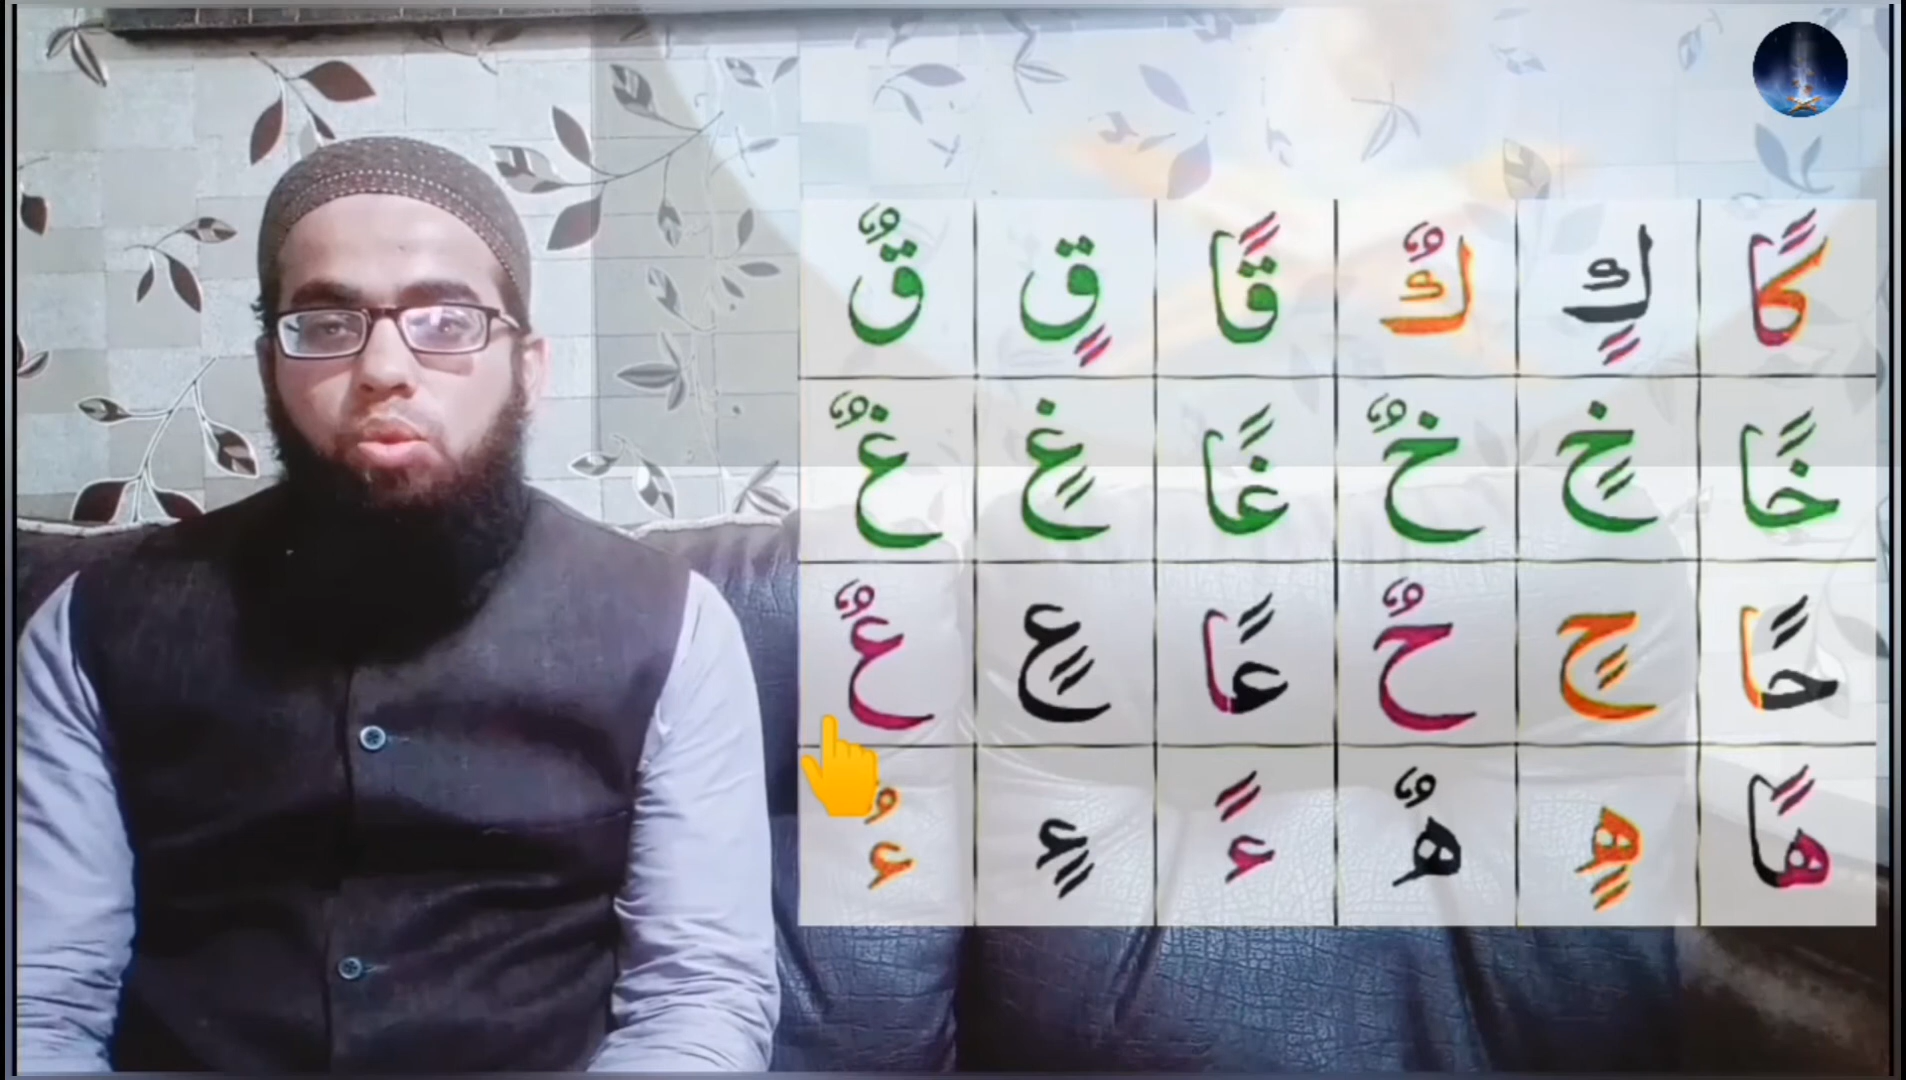 كًا كٍ كٌ قًا قٍ قٌ
خًا خٍ خٌ غًا غٍ غٌ
حًا حٍ حٌ عًا عٍ عٌ
هًا هٍ هٌ ءً ءٍ ءٌ